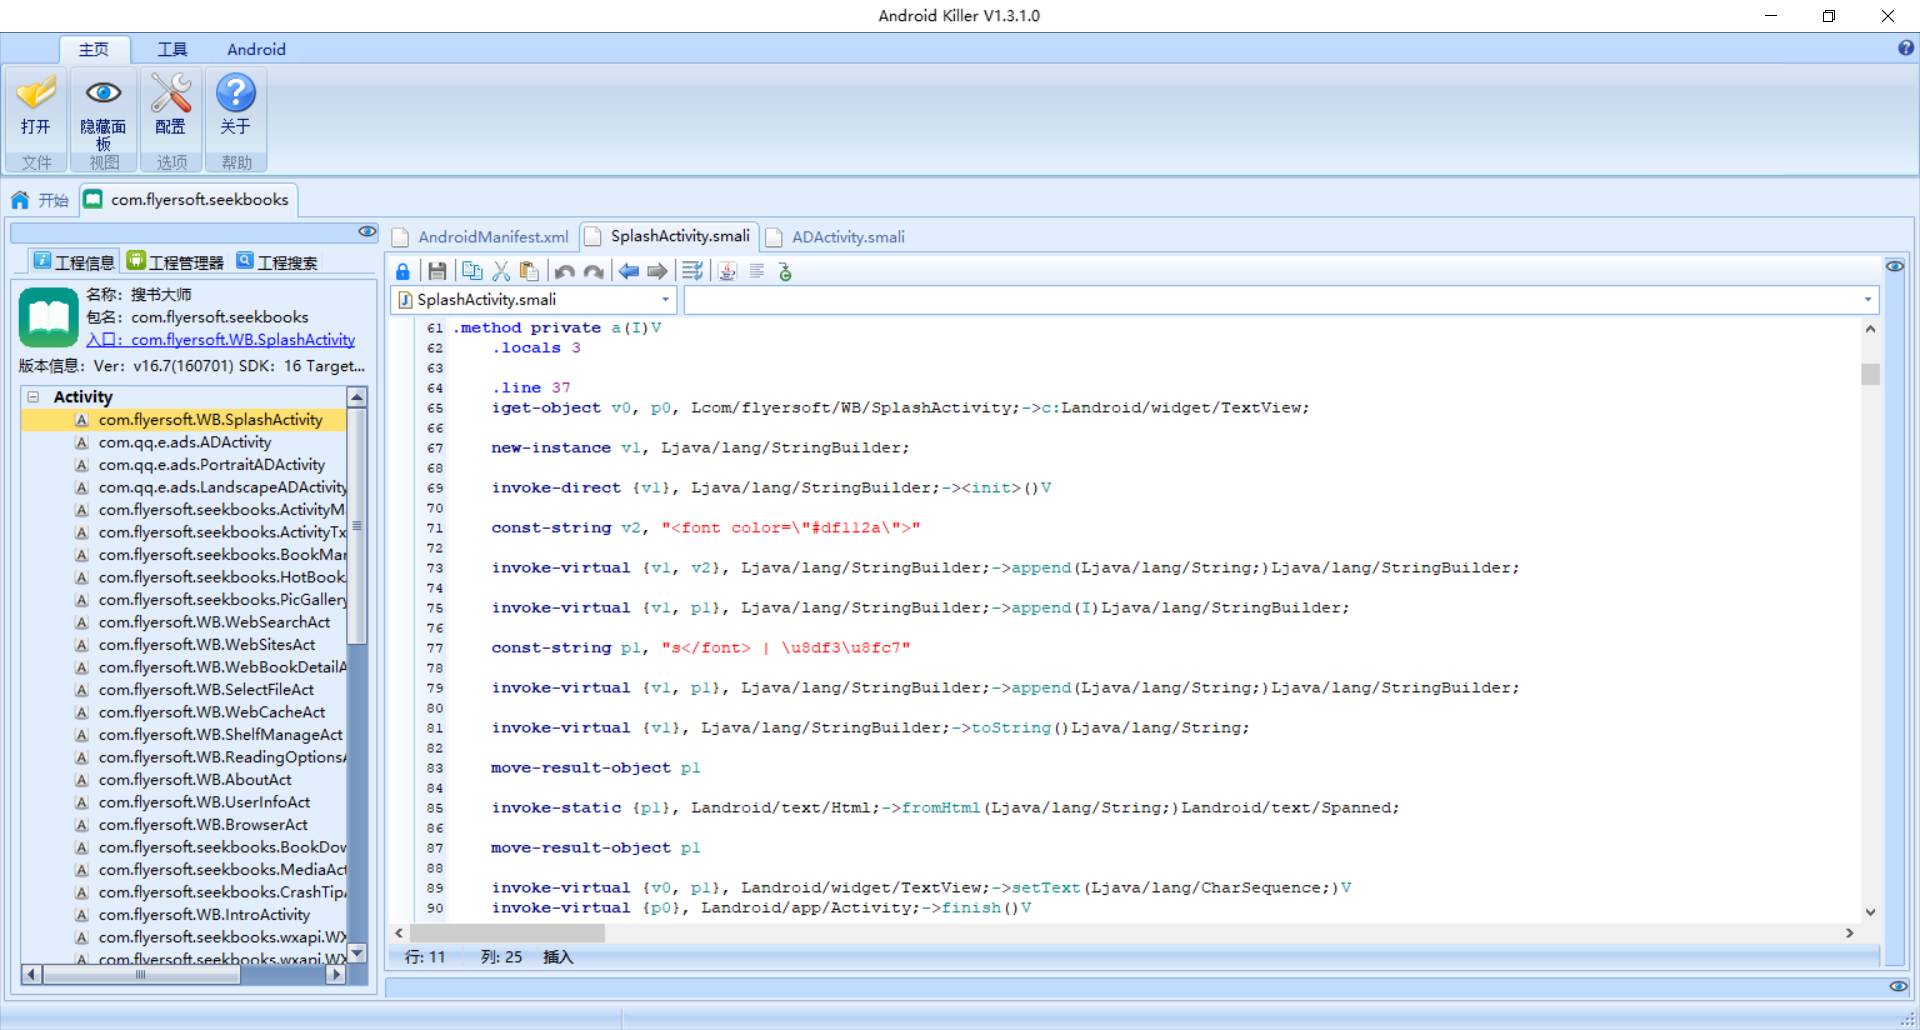 Android Killer V1.3.1.0
主页 工具 Android
打开 隐藏面板 配置 关于
文件 视图 选项 帮助
开始 com.flyersoft.seekbooks
工程信息 工程管理器 工程搜索
名称：搜书大师
包名：com.flyersoft.seekbooks
入口：com.flyersoft.WB.SplashActivity
版本信息：Ver：v16.7(160701) SDK：16 Target...
Activity
com.flyersoft.WB.SplashActivity
com.qq.e.ads.ADActivity
com.qq.e.ads.PortraitADActivity
com.qq.e.ads.LandscapeADActivity
com.flyersoft.seekbooks.ActivityM
com.flyersoft.seekbooks.ActivityTx
com.flyersoft.seekbooks.BookMar
com.flyersoft.seekbooks.HotBook
com.flyersoft.seekbooks.PicGallery
com.flyersoft.WB.WebSearchAct
com.flyersoft.WB.WebSitesAct
com.flyersoft.WB.WebBookDetailA
com.flyersoft.WB.SelectFileAct
com.flyersoft.WB.WebCacheAct
com.flyersoft.WB.ShelfManageAct
com.flyersoft.WB.ReadingOptionsA
com.flyersoft.WB.AboutAct
com.flyersoft.WB.UserInfoAct
com.flyersoft.WB.BrowserAct
com.flyersoft.seekbooks.BookDow
com.flyersoft.seekbooks.MediaAct
com.flyersoft.seekbooks.CrashTipA
com.flyersoft.WB.IntroActivity
com.flyersoft.seekbooks.wxapi.WX
com.flyersoft.seekbooks.wxapi.WX
AndroidManifest.xml SplashActivity.smali ADActivity.smali
SplashActivity.smali
61 .method private a(I)V
62 .locals 3
63
64 .line 37
65 iget-object v0, p0, Lcom/flyersoft/WB/SplashActivity;->c:Landroid/widget/TextView;
66
67 new-instance v1, Ljava/lang/StringBuilder;
68
69 invoke-direct {v1}, Ljava/lang/StringBuilder;-><init>()V
70
71 const-string v2, "<font color=\"#df112a\">"
72
73 invoke-virtual {v1, v2}, Ljava/lang/StringBuilder;->append(Ljava/lang/String;)Ljava/lang/StringBuilder;
74
75 invoke-virtual {v1, p1}, Ljava/lang/StringBuilder;->append(I)Ljava/lang/StringBuilder;
76
77 const-string p1, "s</font> | \u8df3\u8fc7"
78
79 invoke-virtual {v1, p1}, Ljava/lang/StringBuilder;->append(Ljava/lang/String;)Ljava/lang/StringBuilder;
80
81 invoke-virtual {v1}, Ljava/lang/StringBuilder;->toString()Ljava/lang/String;
82
83 move-result-object p1
84
85 invoke-static {p1}, Landroid/text/Html;->fromHtml(Ljava/lang/String;)Landroid/text/Spanned;
86
87 move-result-object p1
88
89 invoke-virtual {v0, p1}, Landroid/widget/TextView;->setText(Ljava/lang/CharSequence;)V
90 invoke-virtual {p0}, Landroid/app/Activity;->finish()V
行: 11 列: 25 插入